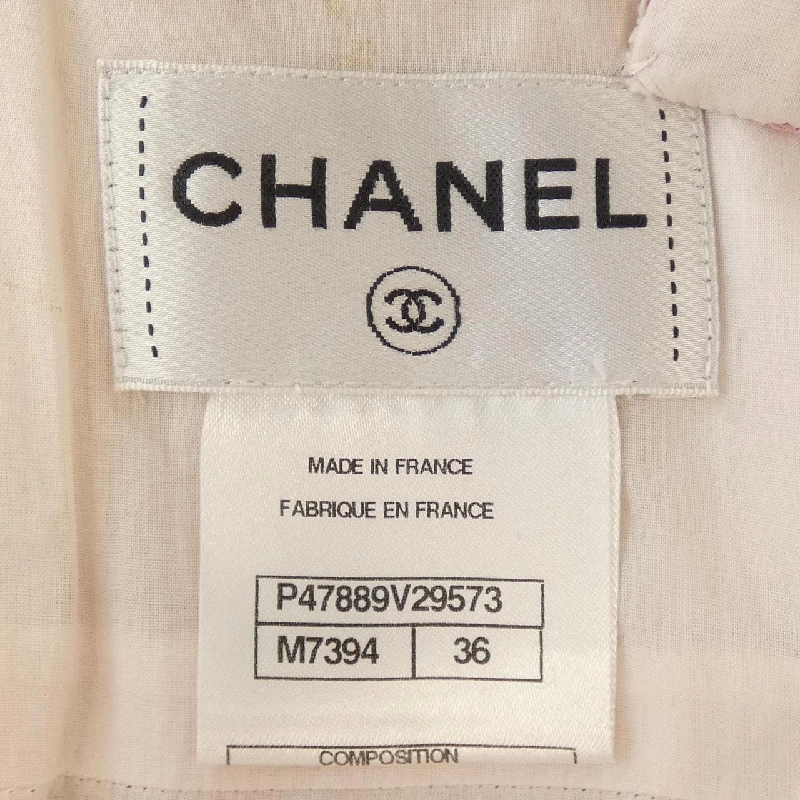 CHANEL
MADE IN FRANCE
FABRIQUE EN FRANCE
P47889V29573
M7394 36
COMPOSITION